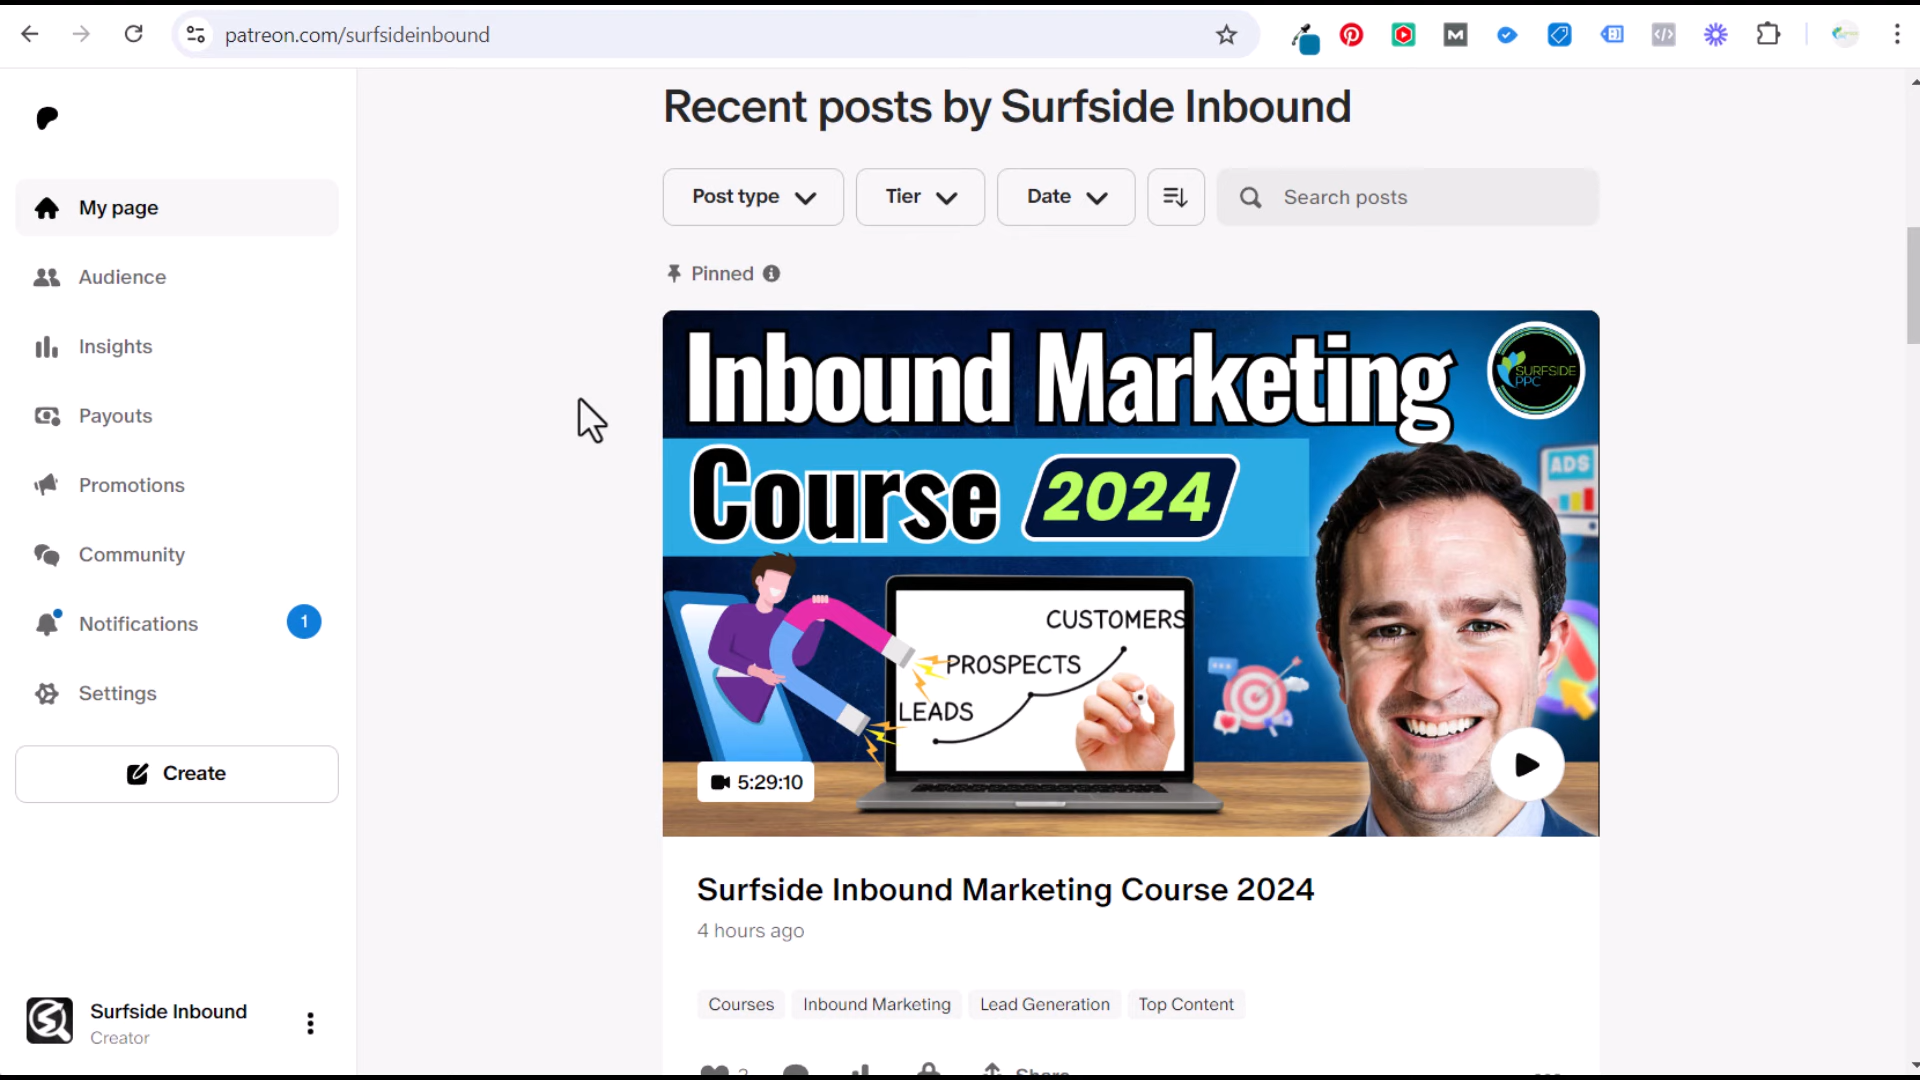 patreon.com/surfsideinbound
Recent posts by Surfside Inbound
My page
Audience
Insights
Payouts
Promotions
Community
Notifications
1
Settings
Create
Surfside Inbound
Creator
Post type
Tier
Date
Search posts
Pinned
Inbound Marketing
Course 2024
SURFSIDE
PPC
ADS
CUSTOMERS
PROSPECTS
LEADS
5:29:10
Surfside Inbound Marketing Course 2024
4 hours ago
Courses
Inbound Marketing
Lead Generation
Top Content
Share